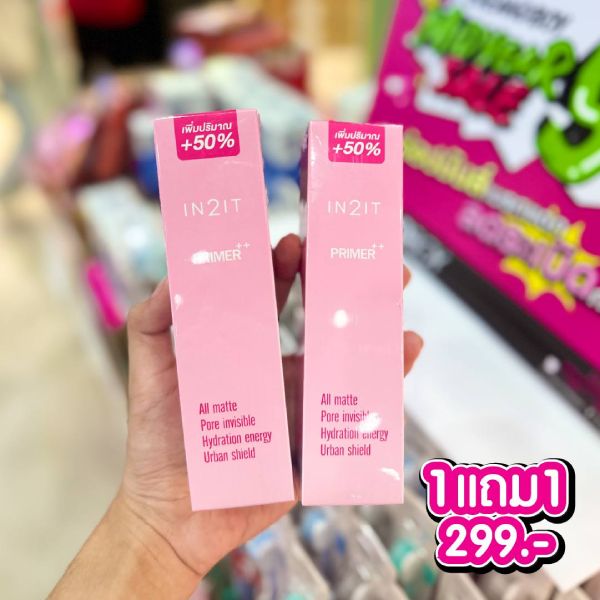 เพิ่มปริมาณ
+50%
IN2IT
PRIMER++
All matte
Pore invisible
Hydration energy
Urban shield
เพิ่มปริมาณ
+50%
IN2IT
PRIMER++
All matte
Pore invisible
Hydration energy
Urban shield
1แถม1
299.-